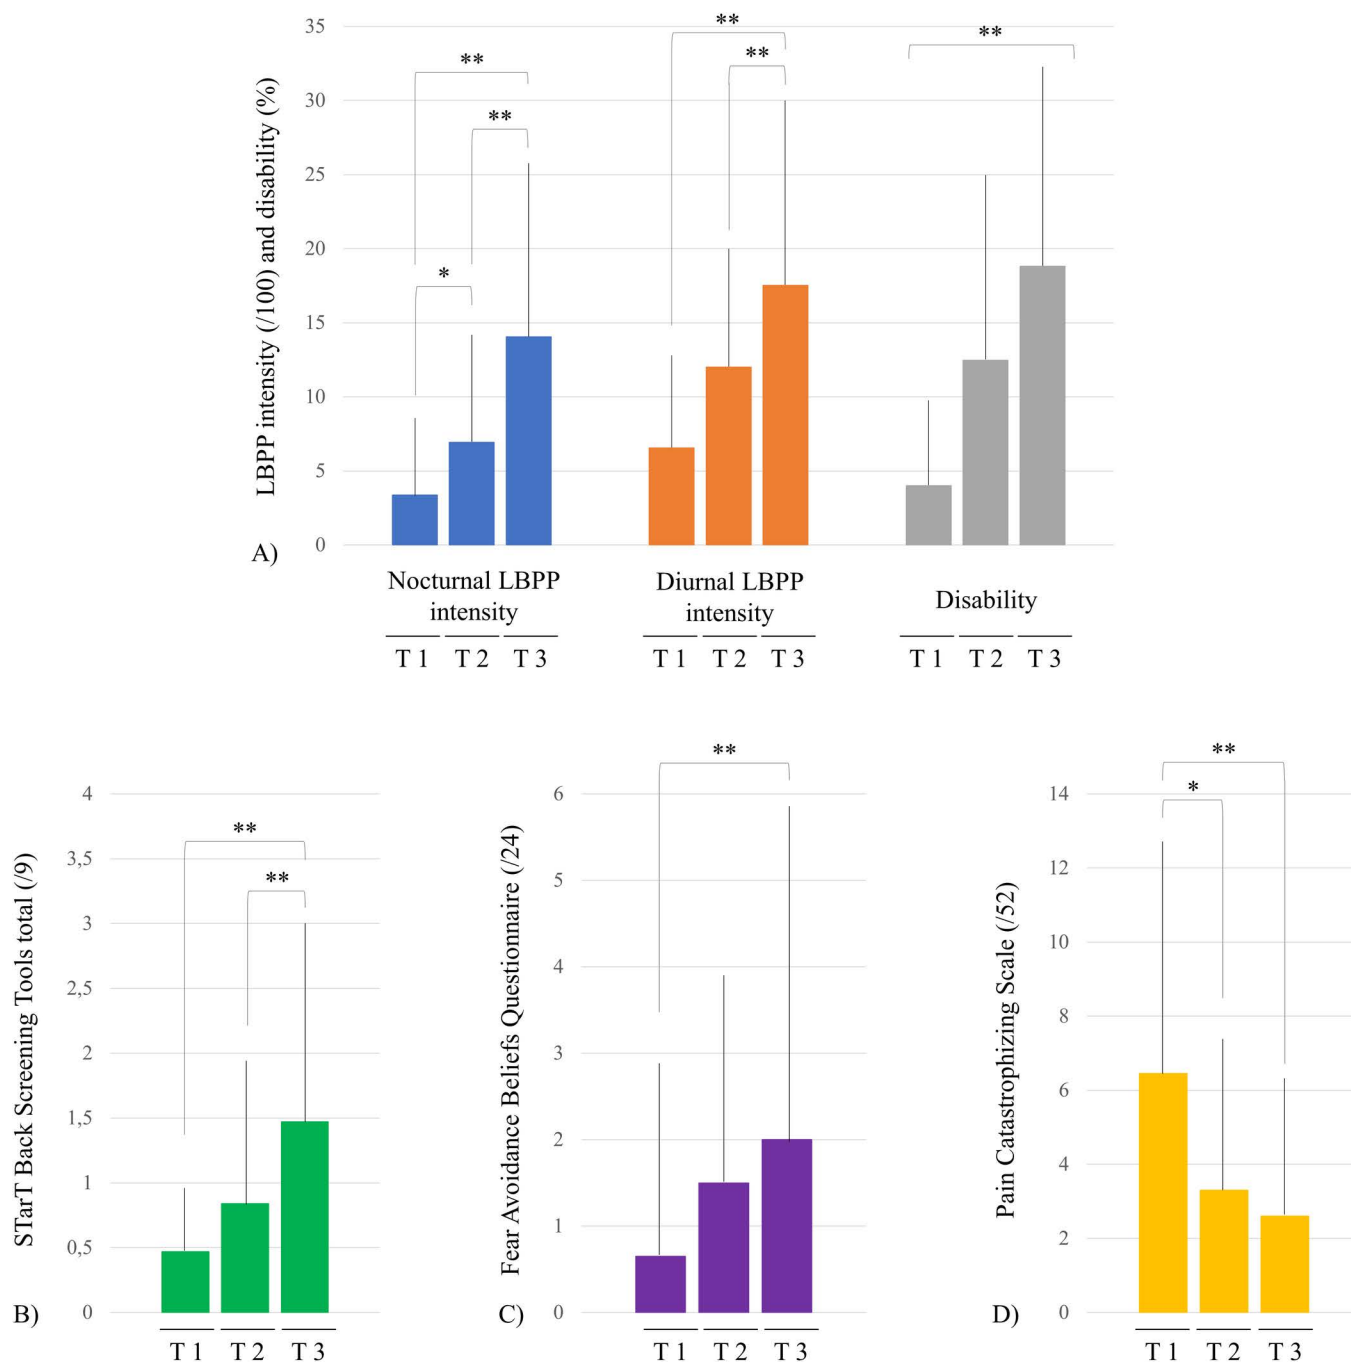 LBPP intensity (/100) and disability (%)
35
30
25
20
15
10
5
0
**
**
*
**
**
**
A)
Nocturnal LBPP
intensity
Diurnal LBPP
intensity
Disability
T 1 T 2 T 3
T 1 T 2 T 3
T 1 T 2 T 3
STarT Back Screening Tools total (/9)
4
3,5
3
2,5
2
1,5
1
0,5
0
**
**
B)
T 1 T 2 T 3
Fear Avoidance Beliefs Questionnaire (/24)
6
5
4
3
2
1
0
**
C)
T 1 T 2 T 3
Pain Catastrophizing Scale (/52)
14
12
10
8
6
4
2
0
**
*
D)
T 1 T 2 T 3